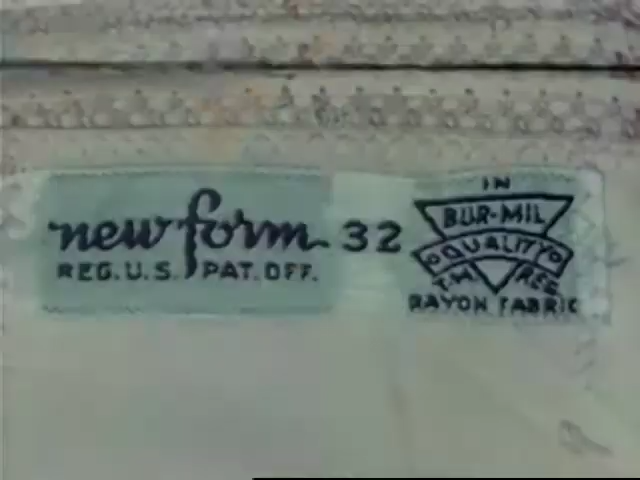 new form
REG. U.S. PAT. OFF.
32
IN
BUR-MIL
QUALITY
T-M REG
RAYON FABRIC